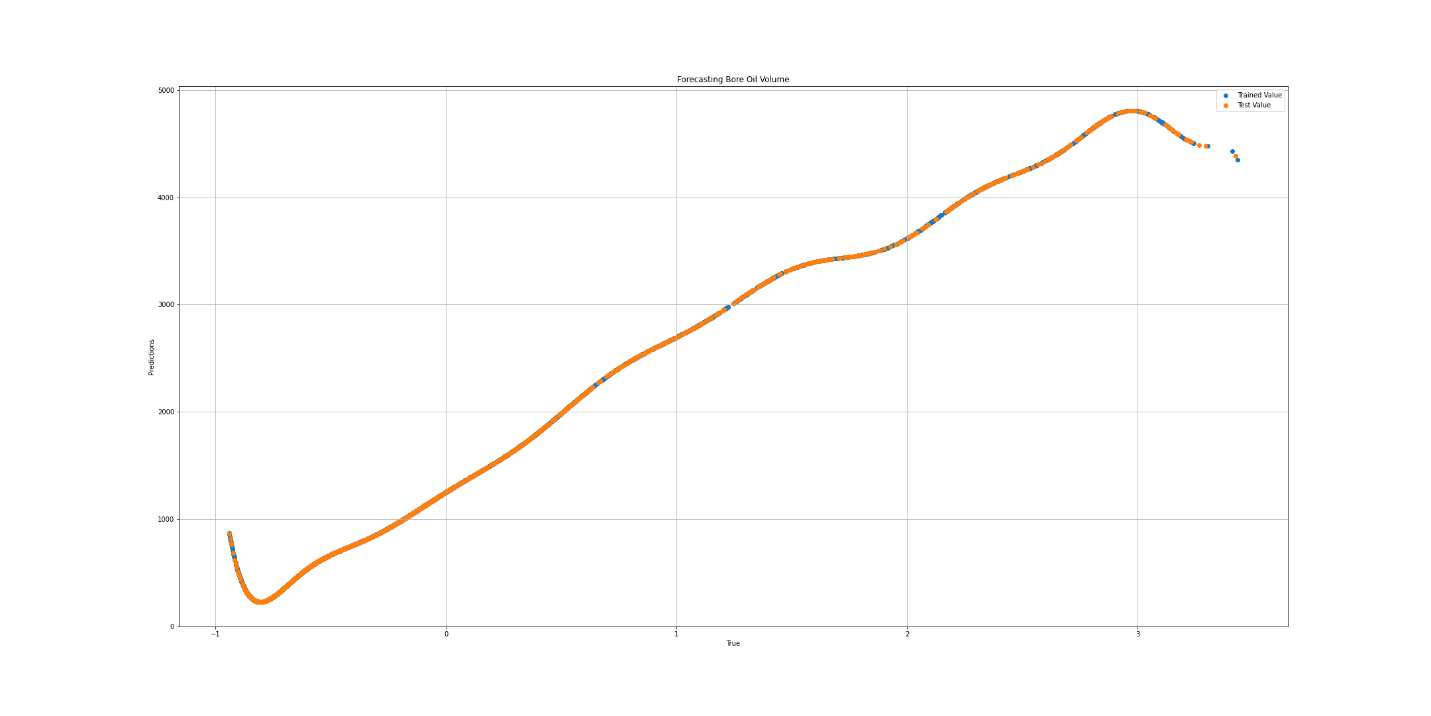 Forecasting Bore Oil Volume
Trained Value
Test Value
5000
4000
3000
2000
1000
0
Predictions
−1
0
1
2
3
True